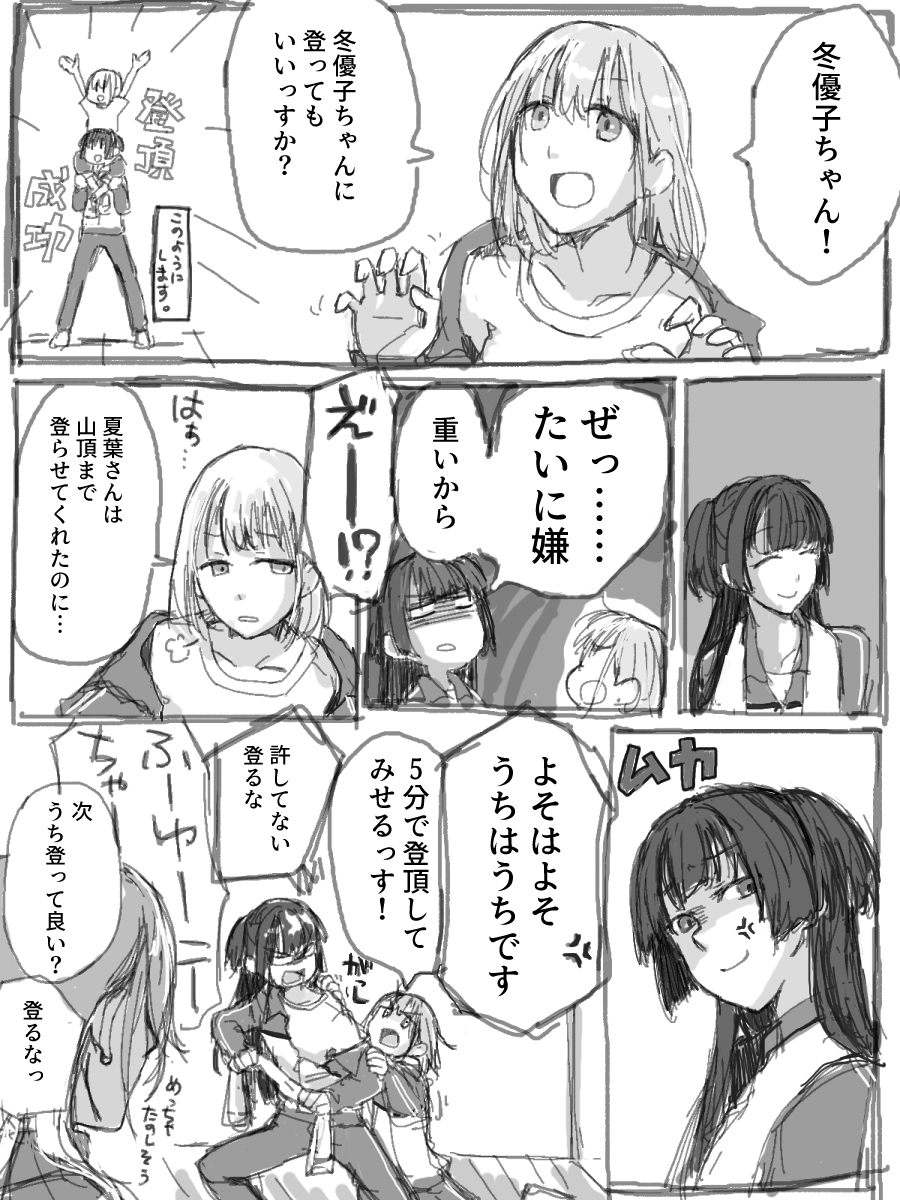 冬優子ちゃん!
冬優子ちゃんに
登っても
いいっすか?
登頂
成功
このように
します。
ぜっ……
たいに嫌
重いから
えーー!?
はぁ…
夏葉さんは
山頂まで
登らせてくれたのに…
ムカ
よそはよそ
うちはうちです
5分で登頂して
みせるっす!
許してない
登るな
がしっ
ふーゆー
ちゃ
次
うち登って良い?
登るなっ
めっちゃ
たのしそう